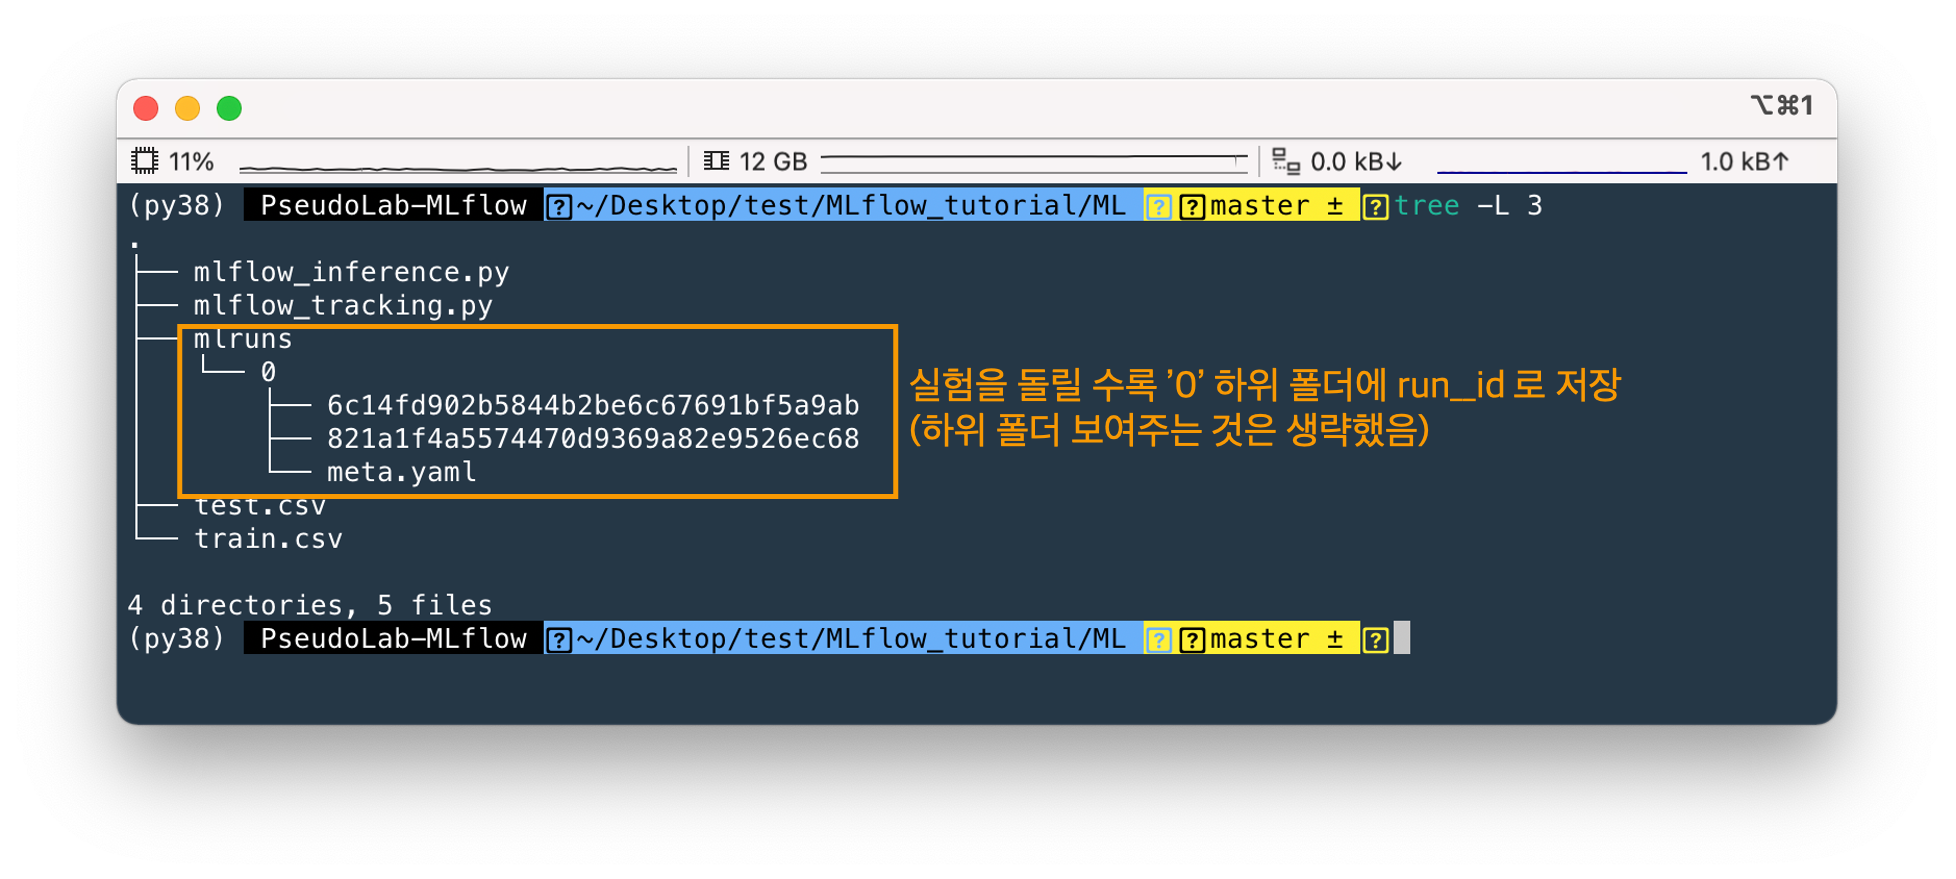 ⌥⌘1
11% 12 GB 0.0 kB↓ 1.0 kB↑
(py38) PseudoLab-MLflow ~/Desktop/test/MLflow_tutorial/ML master ± tree -L 3
.
├── mlflow_inference.py
├── mlflow_tracking.py
├── mlruns
└── 0
├── 6c14fd902b5844b2be6c67691bf5a9ab
├── 821a1f4a5574470d9369a82e9526ec68
└── meta.yaml
실험을 돌릴 수록 ’0’ 하위 폴더에 run__id 로 저장
(하위 폴더 보여주는 것은 생략했음)
├── test.csv
└── train.csv
4 directories, 5 files
(py38) PseudoLab-MLflow ~/Desktop/test/MLflow_tutorial/ML master ±